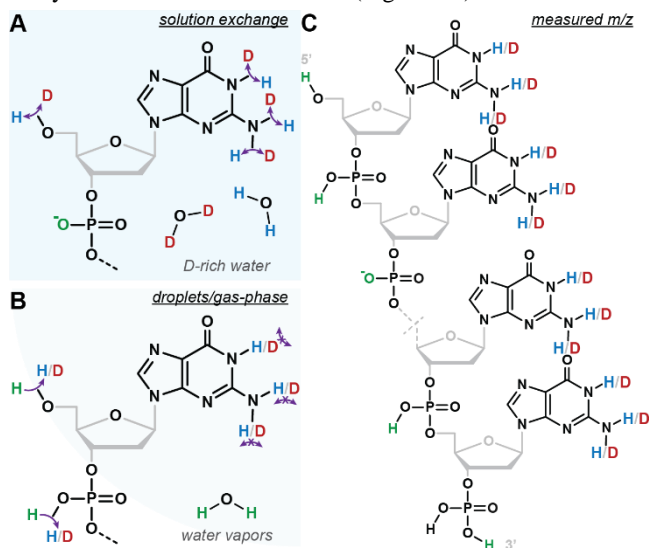 A
solution exchange
O
D
N
N
H
D
D
H
O
N
N
N
H
O
H
D
H
O
H
O
H
D
⁻O–P=O
O
D
O
D-rich water
B
droplets/gas-phase
O
H/D
N
N
H/D
H
H/D
O
N
N
N
H/D
O
H/D
O
H
O
P=O
H
H/D
O
H
O
H
water vapors
C
measured m/z
5'
O
H
N
N
H/D
O
O
N
N
N
H/D
H/D
O
O
H
O
P=O
O
N
N
H/D
O
N
N
N
H/D
H/D
O
⁻O–P=O
O
O
N
N
H/D
O
N
N
N
H/D
H/D
O
O
O
P=O
H
O
N
N
H/D
O
N
N
N
H/D
H/D
O
O
P=O
H
O
H
3'